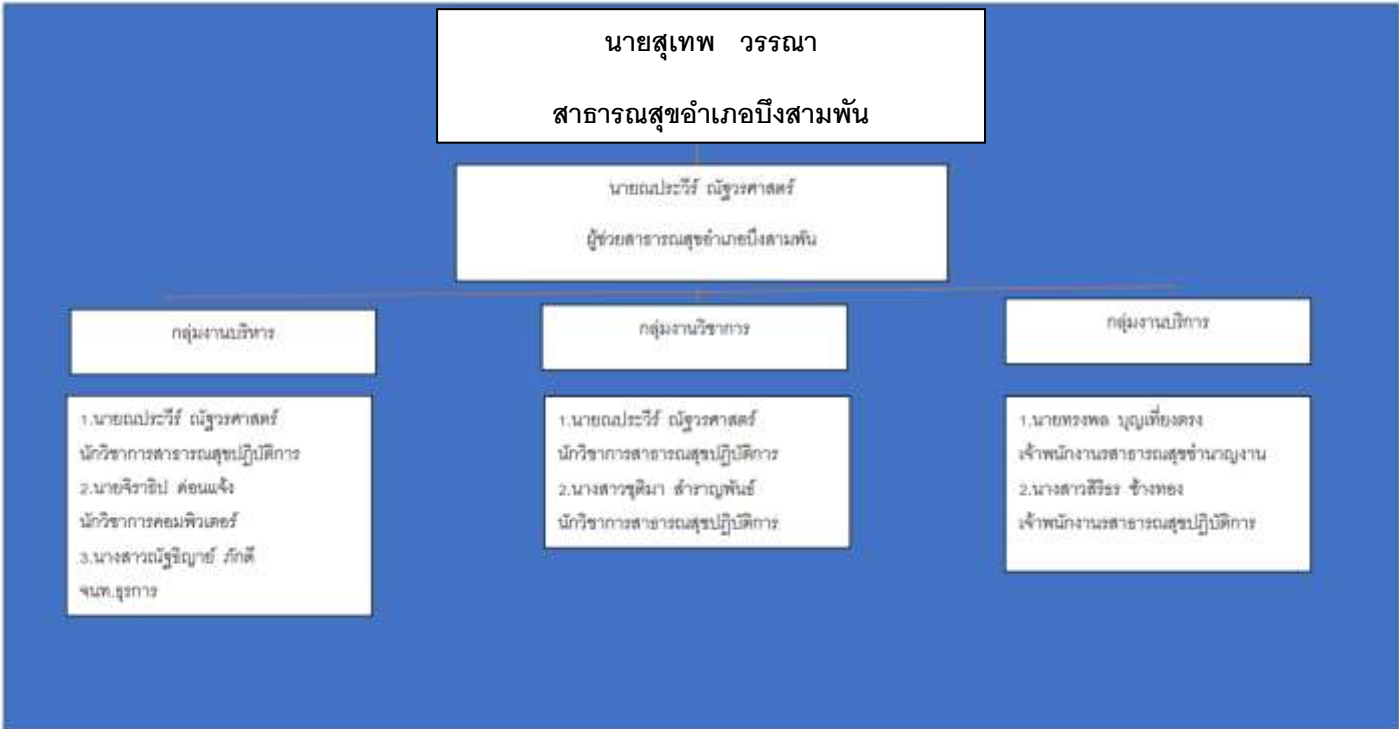 นายสุเทพ วรรณา
สาธารณสุขอำเภอบึงสามพัน
นายณประวีร์ ณัฐวรศาสตร์
ผู้ช่วยสาธารณสุขอำเภอบึงสามพัน
กลุ่มงานบริหาร
1.นายณประวีร์ ณัฐวรศาสตร์
นักวิชาการสาธารณสุขปฏิบัติการ
2.นายจิราธิป ค่อนแจ้ง
นักวิชาการคอมพิวเตอร์
3.นางสาวณัฐธิญาย์ ภักดี
จนท.ธุรการ
กลุ่มงานวิชาการ
1.นายณประวีร์ ณัฐวรศาสตร์
นักวิชาการสาธารณสุขปฏิบัติการ
2.นางสาวชุติมา สำราญพันธ์
นักวิชาการสาธารณสุขปฏิบัติการ
กลุ่มงานบริการ
1.นายทรงพล บุญเที่ยงตรง
เจ้าพนักงานรสาธารณสุขชำนาญงาน
2.นางสาวสิริธร ช้างทอง
เจ้าพนักงานรสาธารณสุขปฏิบัติการ